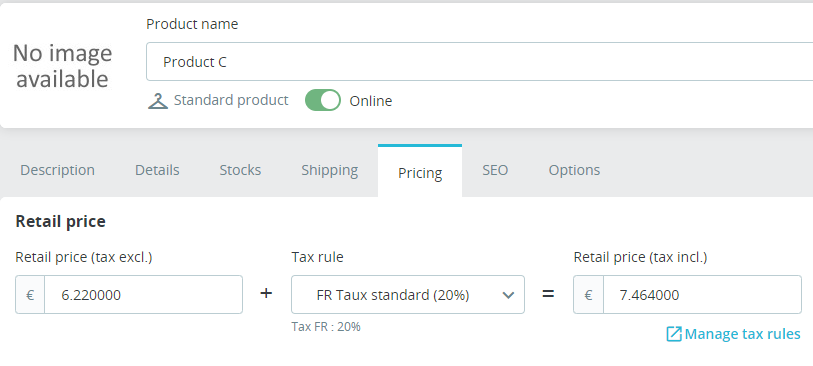 Product name
No image
available
Product C
Standard product Online
Description Details Stocks Shipping Pricing SEO Options
Retail price
Retail price (tax excl.) Tax rule Retail price (tax incl.)
€ 6.220000 + FR Taux standard (20%) = € 7.464000
Tax FR : 20%
Manage tax rules